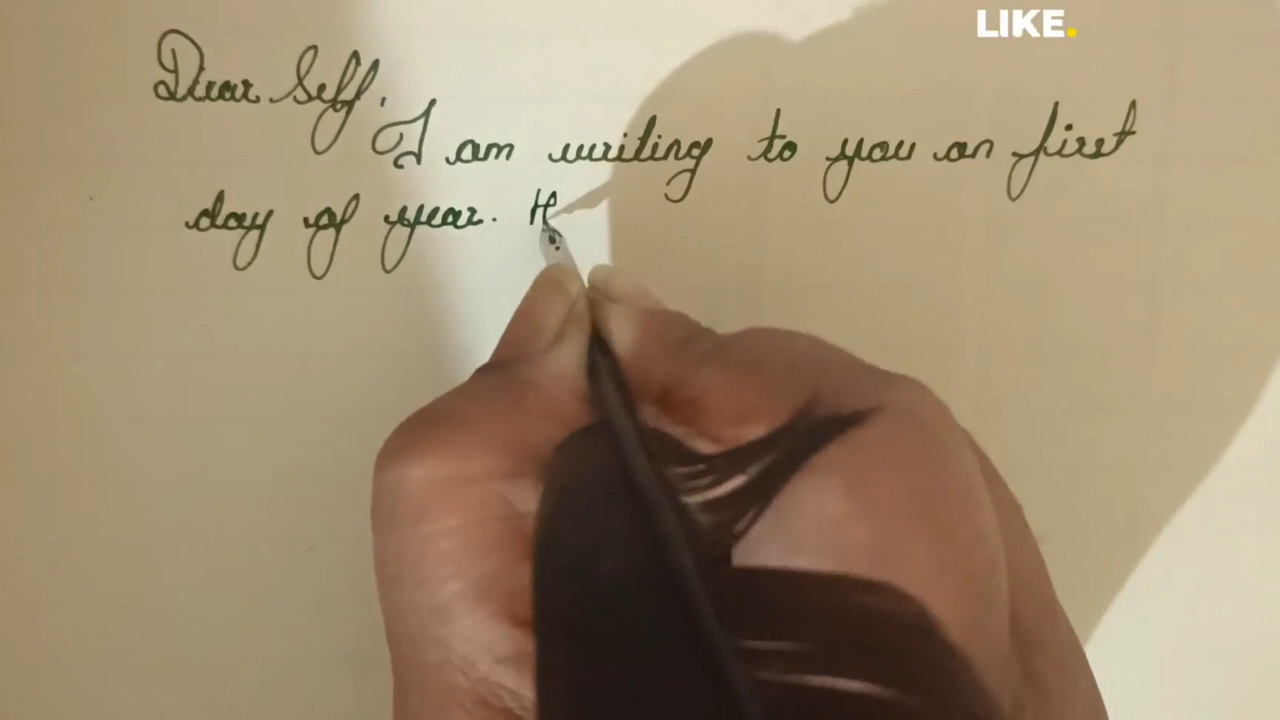 LIKE.
Dear Self,
I am writing to you on first
day of year. H